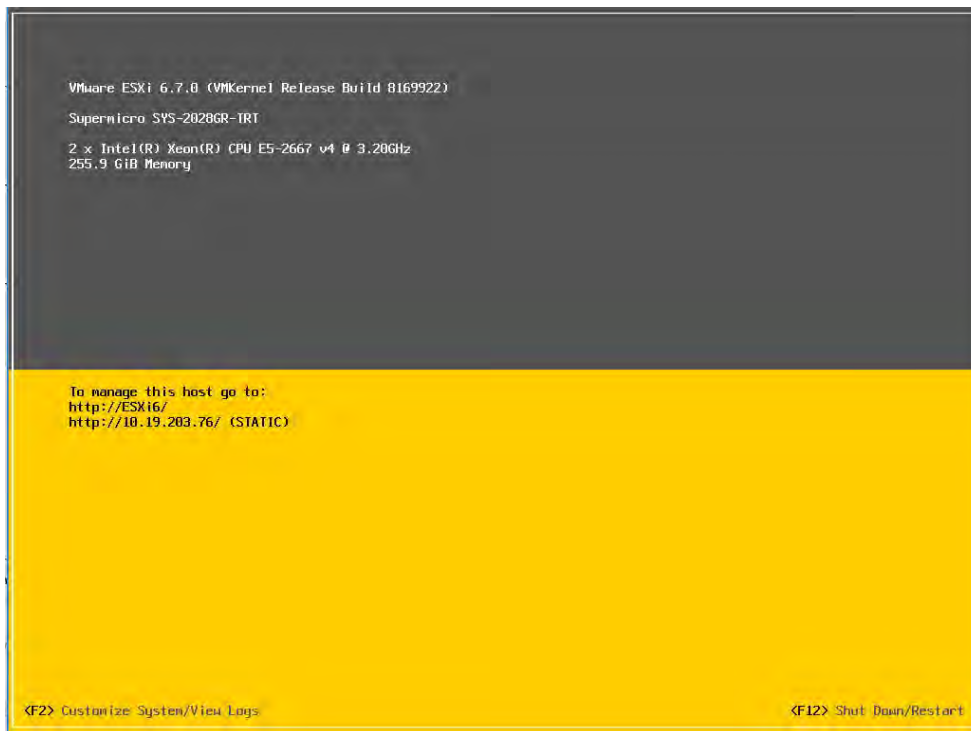 VMware ESXi 6.7.0 (VMKernel Release Build 8169922)
Supermicro SYS-2028GR-TRT
2 x Intel(R) Xeon(R) CPU E5-2667 v4 @ 3.20GHz
255.9 GiB Memory
To manage this host go to:
http://ESXi6/
http://10.19.203.76/ (STATIC)
<F2> Customize System/View Logs
<F12> Shut Down/Restart